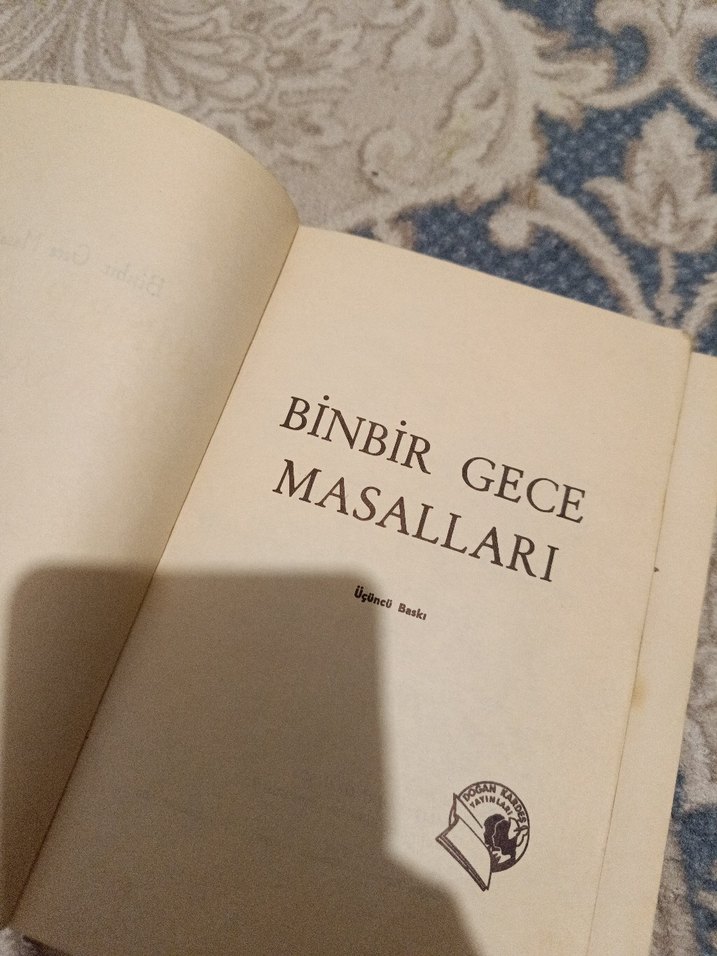 BİNBİR GECE
MASALLARI
Üçüncü Baskı
DOĞAN KARDEŞ
YAYINLARI